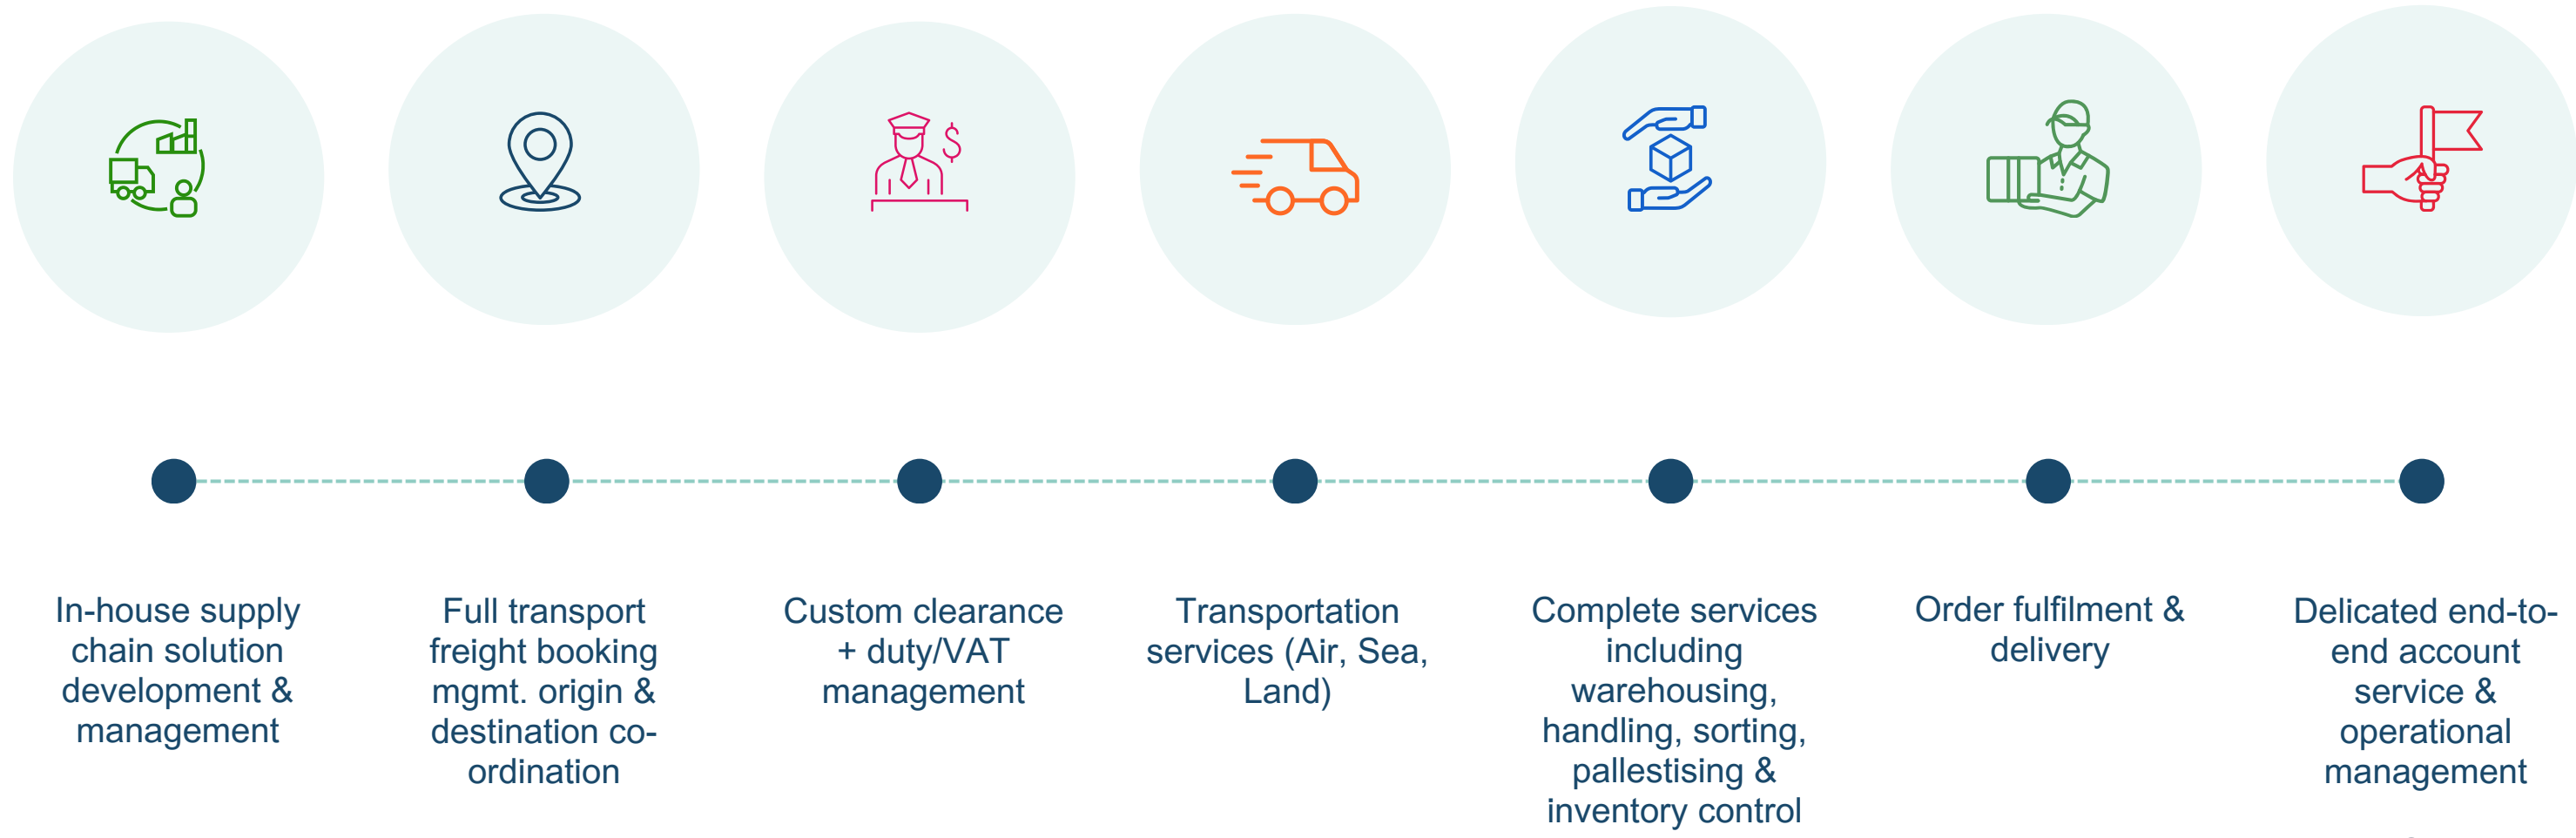 In-house supply
chain solution
development &
management
Full transport
freight booking
mgmt. origin &
destination co-
ordination
Custom clearance
+ duty/VAT
management
Transportation
services (Air, Sea,
Land)
Complete services
including
warehousing,
handling, sorting,
pallestising &
inventory control
Order fulfilment &
delivery
Delicated end-to-
end account
service &
operational
management